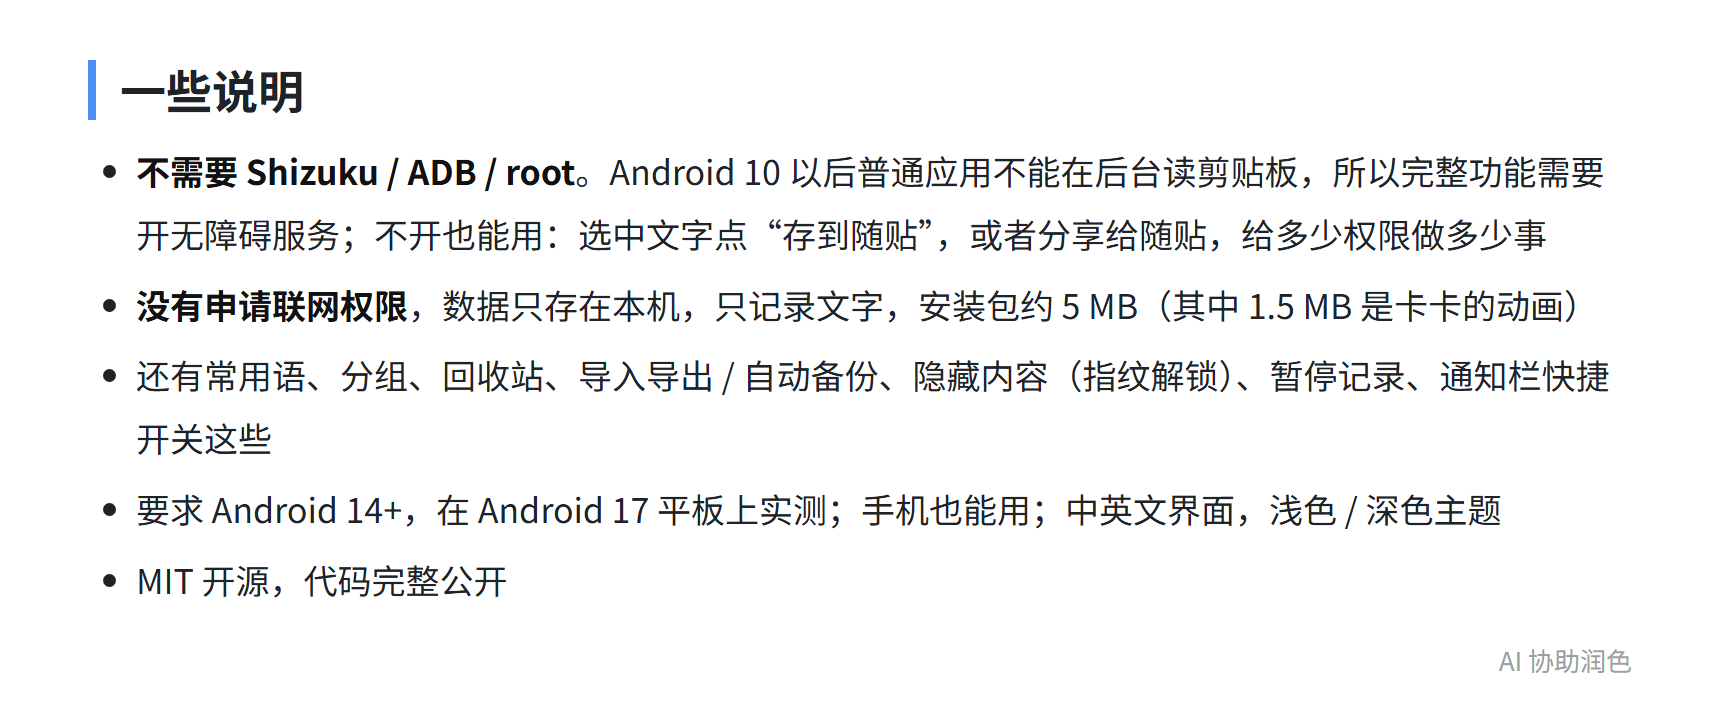 一些说明
不需要 Shizuku / ADB / root。Android 10 以后普通应用不能在后台读剪贴板，所以完整功能需要
开无障碍服务；不开也能用：选中文字点“存到随贴”，或者分享给随贴，给多少权限做多少事
没有申请联网权限，数据只存在本机，只记录文字，安装包约 5 MB（其中 1.5 MB 是卡卡的动画）
还有常用语、分组、回收站、导入导出 / 自动备份、隐藏内容（指纹解锁）、暂停记录、通知栏快捷
开关这些
要求 Android 14+，在 Android 17 平板上实测；手机也能用；中英文界面，浅色 / 深色主题
MIT 开源，代码完整公开
AI 协助润色